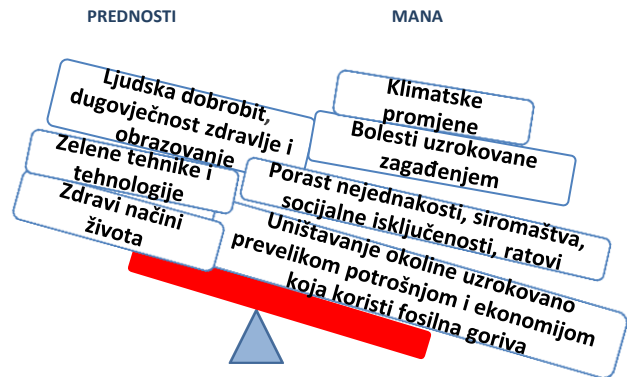 PREDNOSTI
MANA
Ljudska dobrobit,
dugovječnost zdravlje i
obrazovanje
Zelene tehnike i
tehnologije
Zdravi načini
života
Klimatske
promjene
Bolesti uzrokovane
zagađenjem
Porast nejednakosti, siromaštva,
socijalne isključenosti, ratovi
Uništavanje okoline uzrokovano
prevelikom potrošnjom i ekonomijom
koja koristi fosilna goriva